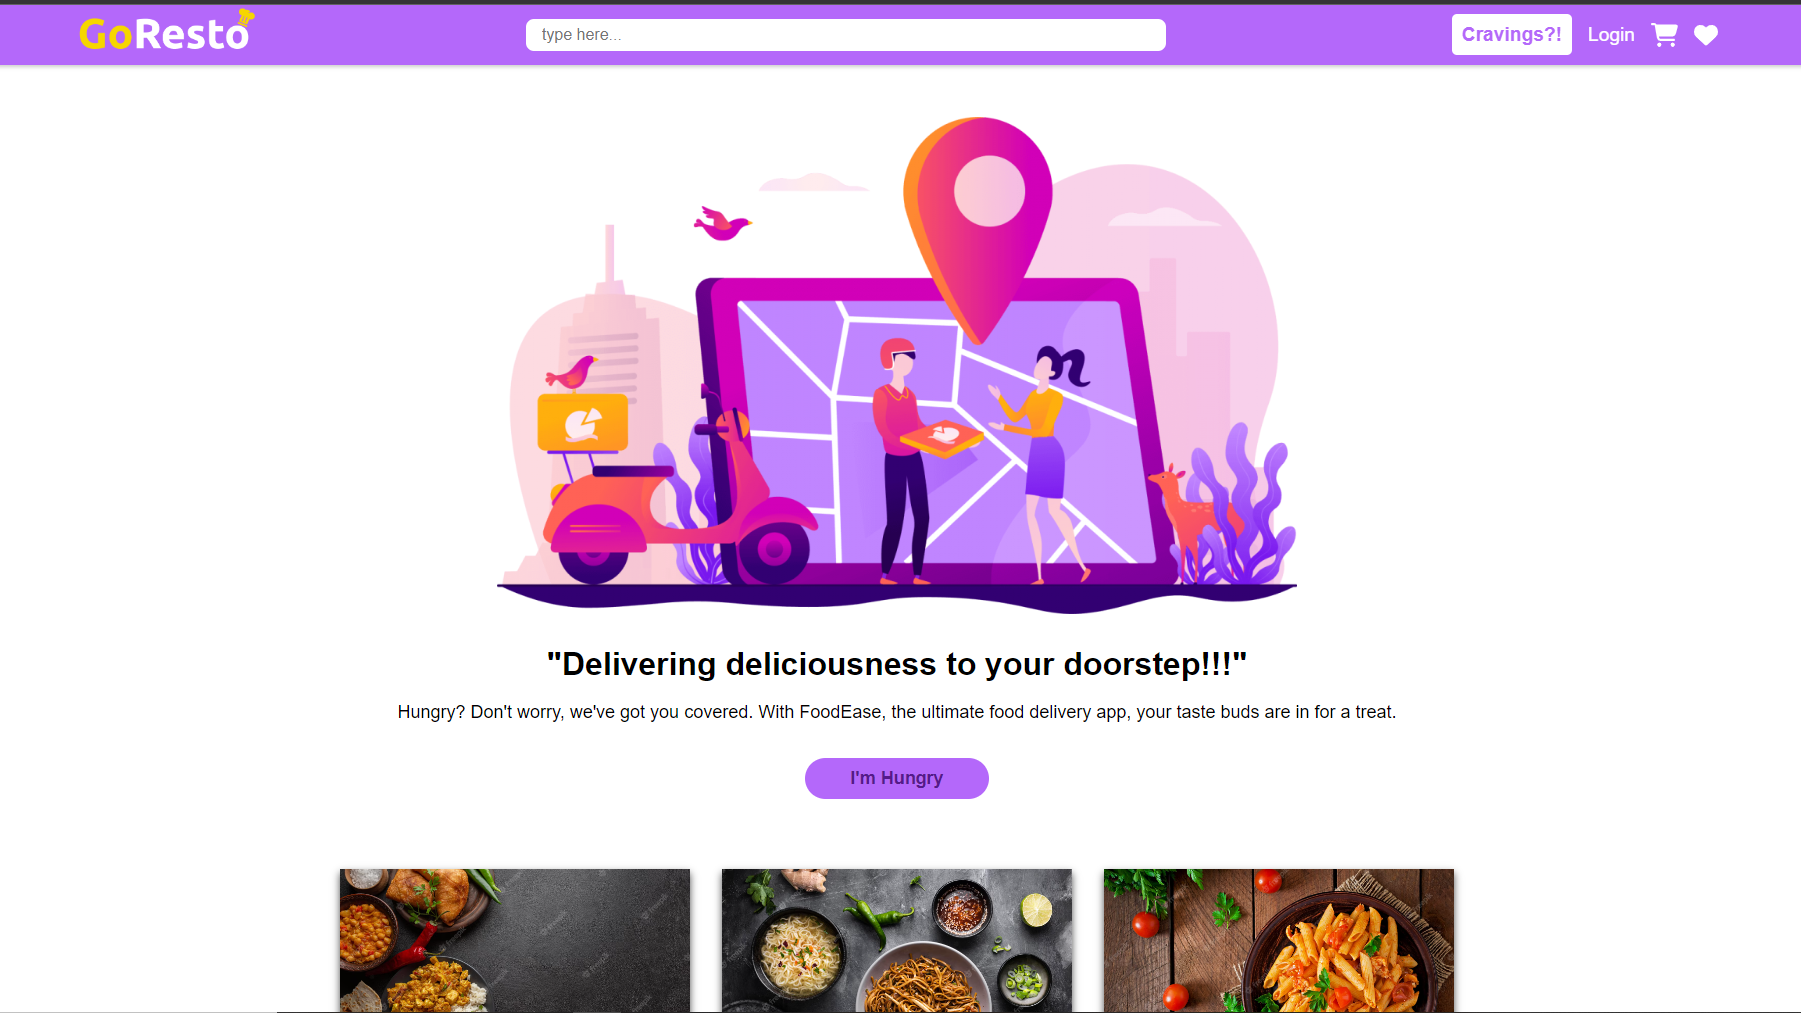 GoResto
type here...
Cravings?!
Login
"Delivering deliciousness to your doorstep!!!"
Hungry? Don't worry, we've got you covered. With FoodEase, the ultimate food delivery app, your taste buds are in for a treat.
I'm Hungry